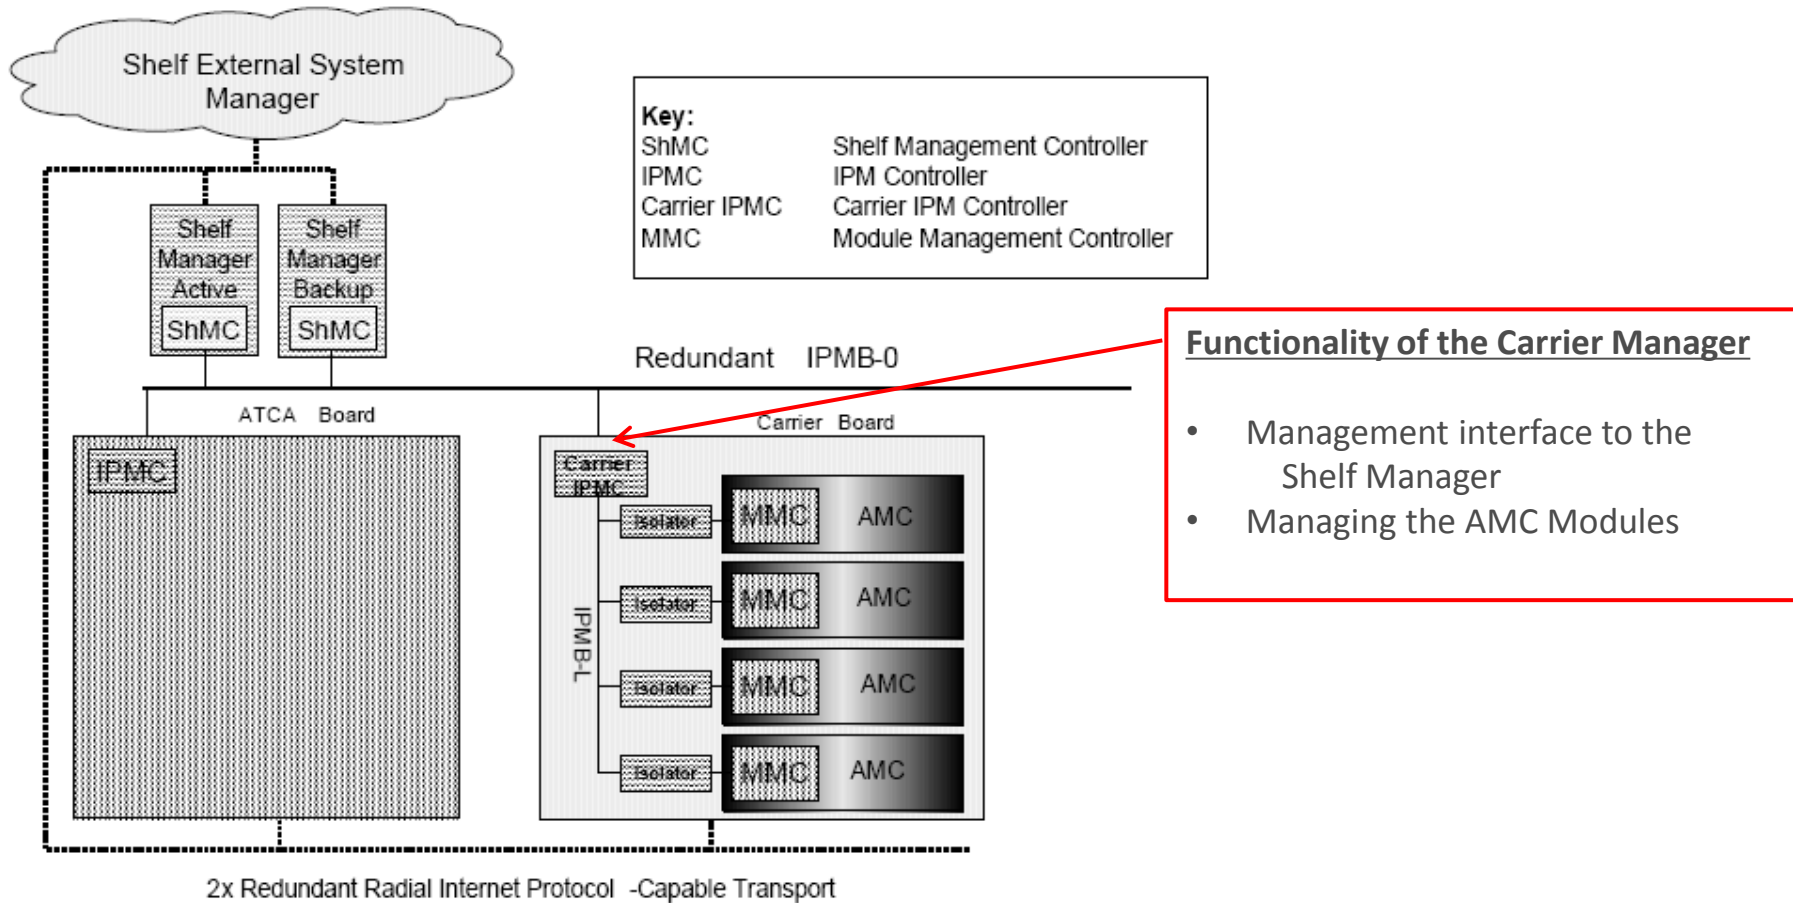 Shelf External System
Manager
Key:
ShMC Shelf Management Controller
IPMC IPM Controller
Carrier IPMC Carrier IPM Controller
MMC Module Management Controller
Shelf
Manager
Active
ShMC
Shelf
Manager
Backup
ShMC
Redundant IPMB-0
Functionality of the Carrier Manager
• Management interface to the
Shelf Manager
• Managing the AMC Modules
ATCA Board
IPMC
Carrier Board
Carrier
IPMC
IPMB-L
Isolator
MMC
AMC
Isolator
MMC
AMC
Isolator
MMC
AMC
Isolator
MMC
AMC
2x Redundant Radial Internet Protocol -Capable Transport